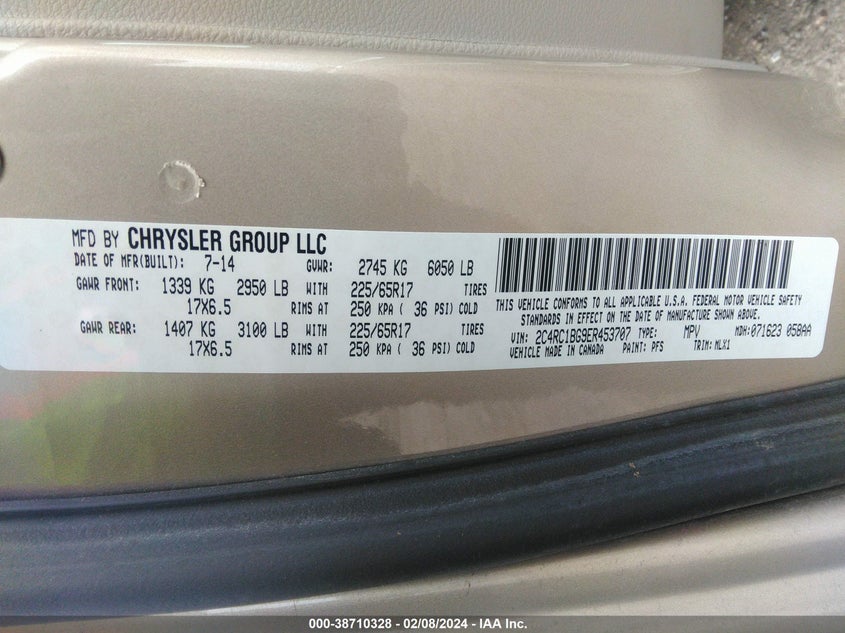 MFD BY CHRYSLER GROUP LLC
DATE OF MFR(BUILT): 7-14 GVWR: 2745 KG 6050 LB
GAWR FRONT: 1339 KG 2950 LB WITH 225/65R17 TIRES
17X6.5 RIMS AT 250 KPA ( 36 PSI) COLD
GAWR REAR: 1407 KG 3100 LB WITH 225/65R17 TIRES
17X6.5 RIMS AT 250 KPA ( 36 PSI) COLD
THIS VEHICLE CONFORMS TO ALL APPLICABLE U.S.A. FEDERAL MOTOR VEHICLE SAFETY
STANDARDS IN EFFECT ON THE DATE OF MANUFACTURE SHOWN ABOVE.
VIN: 2C4RC1BG9ER453707 TYPE: MPV MDH:071623 05BAA
VEHICLE MADE IN CANADA PAINT: PFS TRIM: MLX1
000-38710328 - 02/08/2024 - IAA Inc.